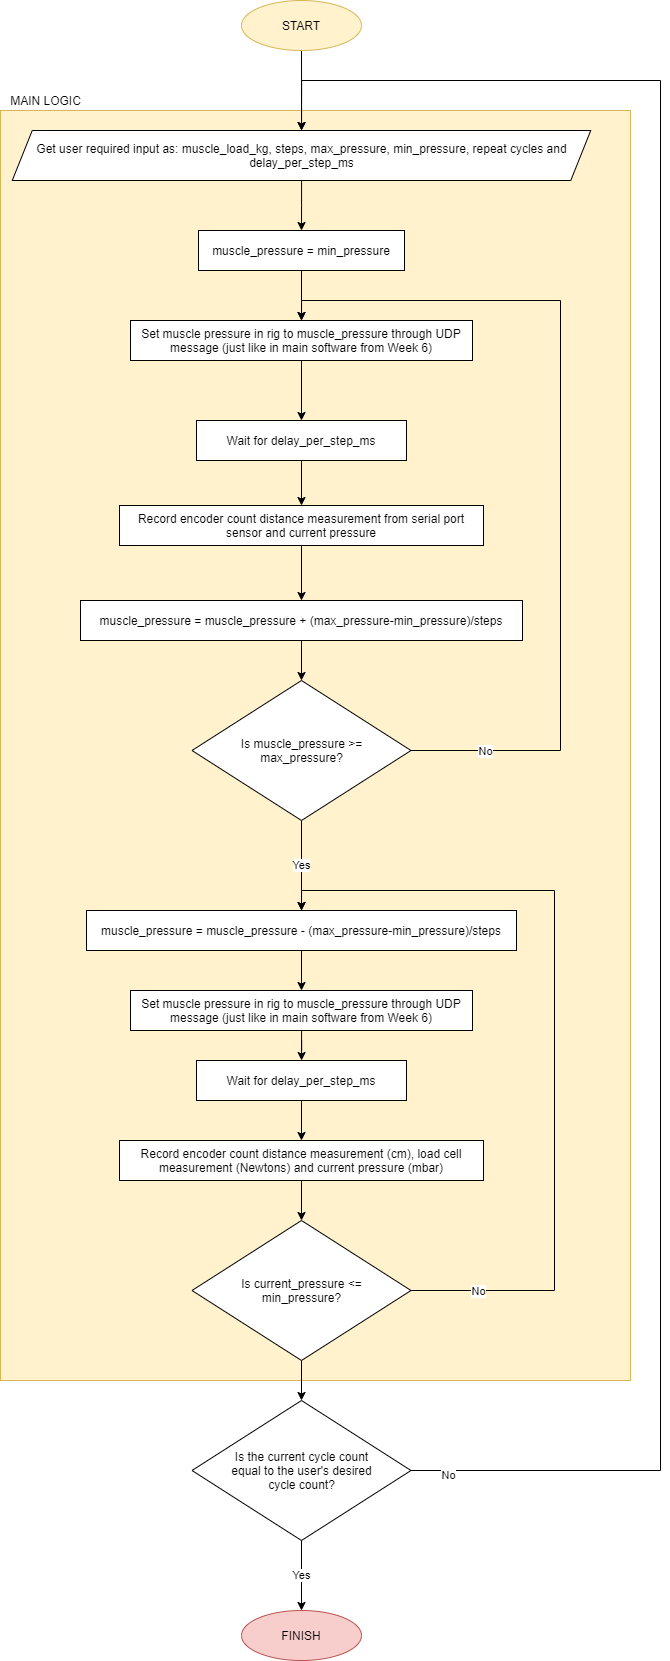 START
MAIN LOGIC
Get user required input as: muscle_load_kg, steps, max_pressure, min_pressure, repeat cycles and
delay_per_step_ms
muscle_pressure = min_pressure
Set muscle pressure in rig to muscle_pressure through UDP
message (just like in main software from Week 6)
Wait for delay_per_step_ms
Record encoder count distance measurement from serial port
sensor and current pressure
muscle_pressure = muscle_pressure + (max_pressure-min_pressure)/steps
Is muscle_pressure >=
max_pressure?
No
Yes
muscle_pressure = muscle_pressure - (max_pressure-min_pressure)/steps
Set muscle pressure in rig to muscle_pressure through UDP
message (just like in main software from Week 6)
Wait for delay_per_step_ms
Record encoder count distance measurement (cm), load cell
measurement (Newtons) and current pressure (mbar)
Is current_pressure <=
min_pressure?
No
Is the current cycle count
equal to the user's desired
cycle count?
No
Yes
FINISH